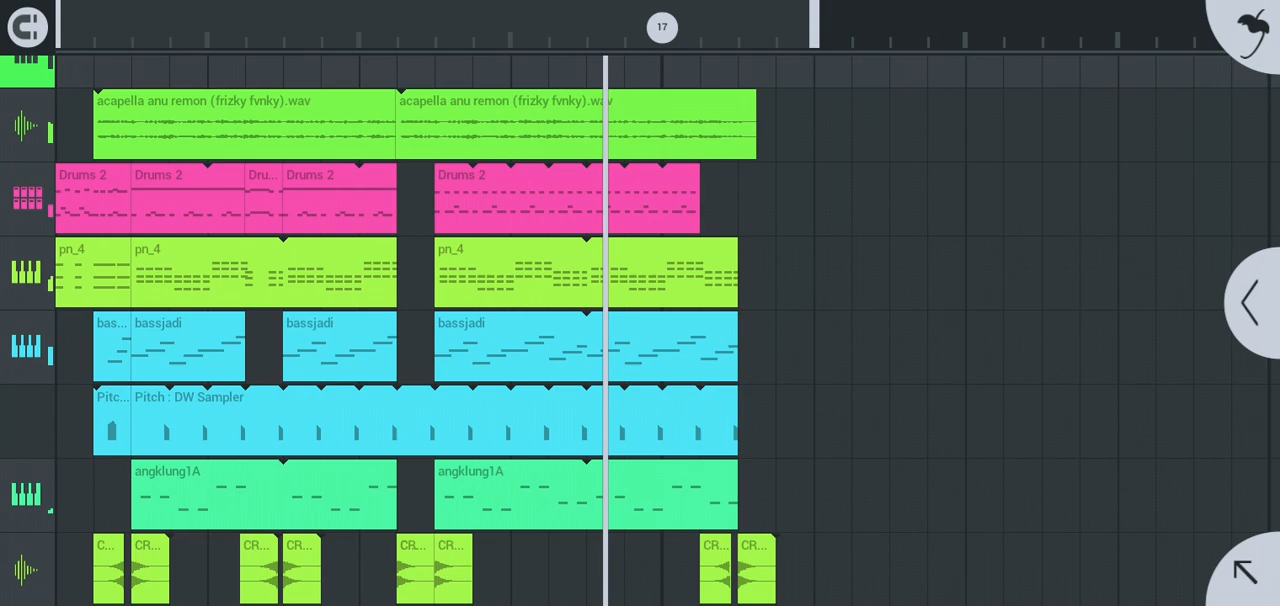 17
acapella anu remon (frizky fvnky).wav
acapella anu remon (frizky fvnky).wav
Drums 2
Drums 2
Dru...
Drums 2
Drums 2
pn_4
pn_4
pn_4
bas...
bassjadi
bassjadi
bassjadi
Pitc...
Pitch : DW Sampler
angklung1A
angklung1A
C...
CR...
CR...
CR...
CR...
CR...
CR...
CR...